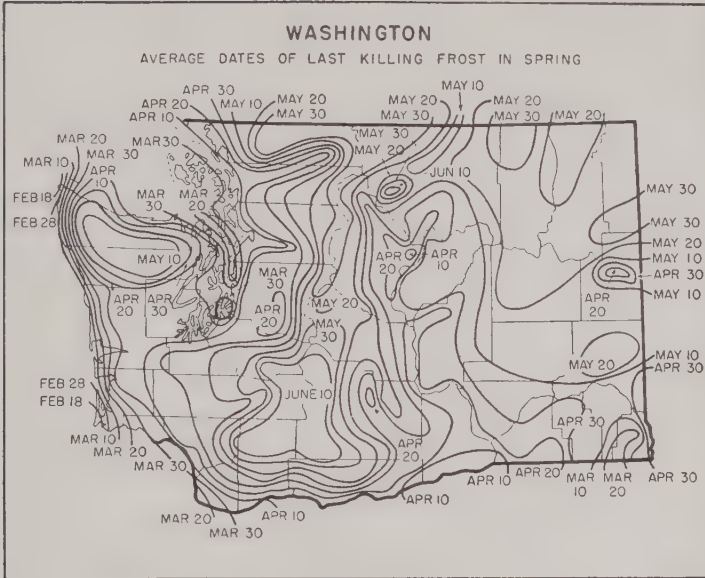 WASHINGTON
AVERAGE DATES OF LAST KILLING FROST IN SPRING
APR 30
APR 20
APR 10
MAY 10
MAY 20
MAY 30
MAY 10
MAY 20
MAY 30
MAY 20
MAY 30
MAY 20
MAR 20
MAR 10
MAR 30
APR
10
MAR 30
MAY 30
MAY 20
JUN 10
FEB 18
FEB 28
MAR
30
MAR
20
MAY 30
MAY 30
MAY 20
MAY 10
APR 30
MAY 10
MAY 10
APR
20
APR
10
APR
20
APR
20
APR
30
MAR
30
APR
20
MAY 20
MAY
30
MAY 20
MAY 10
APR 30
FEB 28
FEB 18
JUNE 10
MAR 10
MAR 20
MAR 30
APR
20
APR 30
MAR 20
MAR 30
APR 10
APR 10
APR 10
APR 20
MAR
10
MAR
20
APR 30